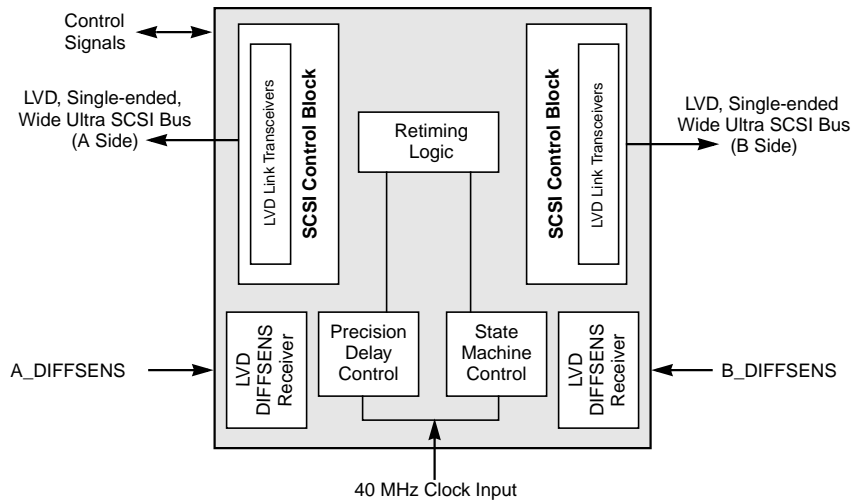 Control
Signals
LVD, Single-ended,
Wide Ultra SCSI Bus
(A Side)
LVD Link Transceivers
SCSI Control Block
Retiming
Logic
SCSI Control Block
LVD Link Transceivers
LVD, Single-ended
Wide Ultra SCSI Bus
(B Side)
A_DIFFSENS
LVD
DIFFSENS
Receiver
Precision
Delay
Control
State
Machine
Control
LVD
DIFFSENS
Receiver
B_DIFFSENS
40 MHz Clock Input